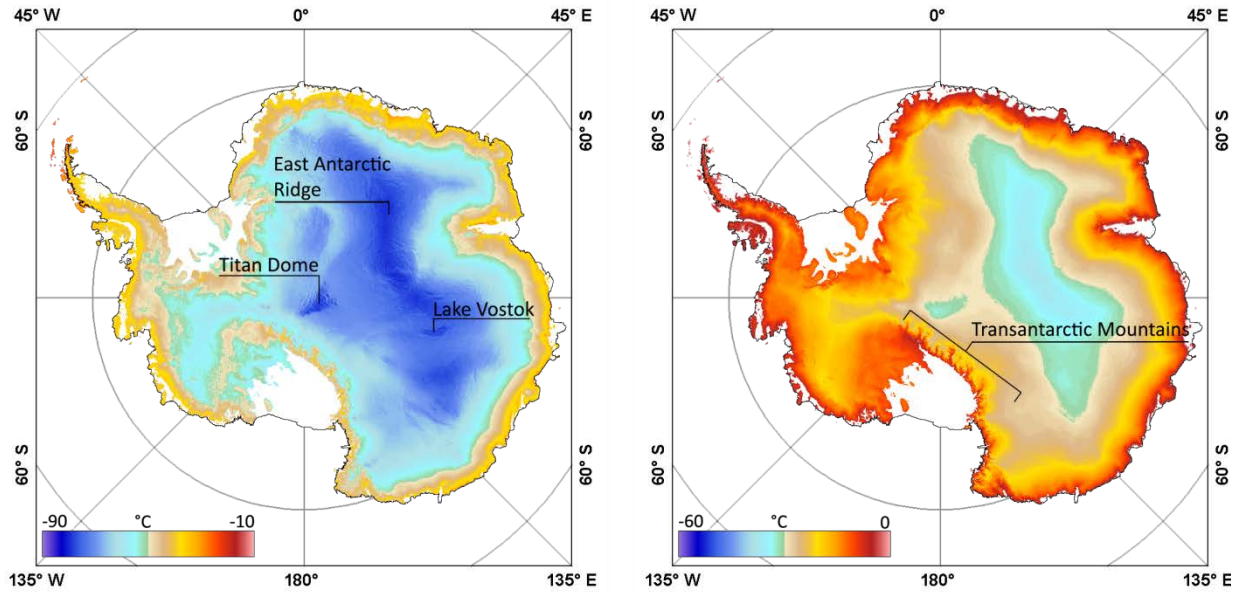 45° W 0° 45° E
60° S 60° S
East Antarctic
Ridge
Titan Dome
Lake Vostok
60° S 60° S
-90 °C -10
135° W 180° 135° E
45° W 0° 45° E
60° S 60° S
Transantarctic Mountains
60° S 60° S
-60 °C 0
135° W 180° 135° E